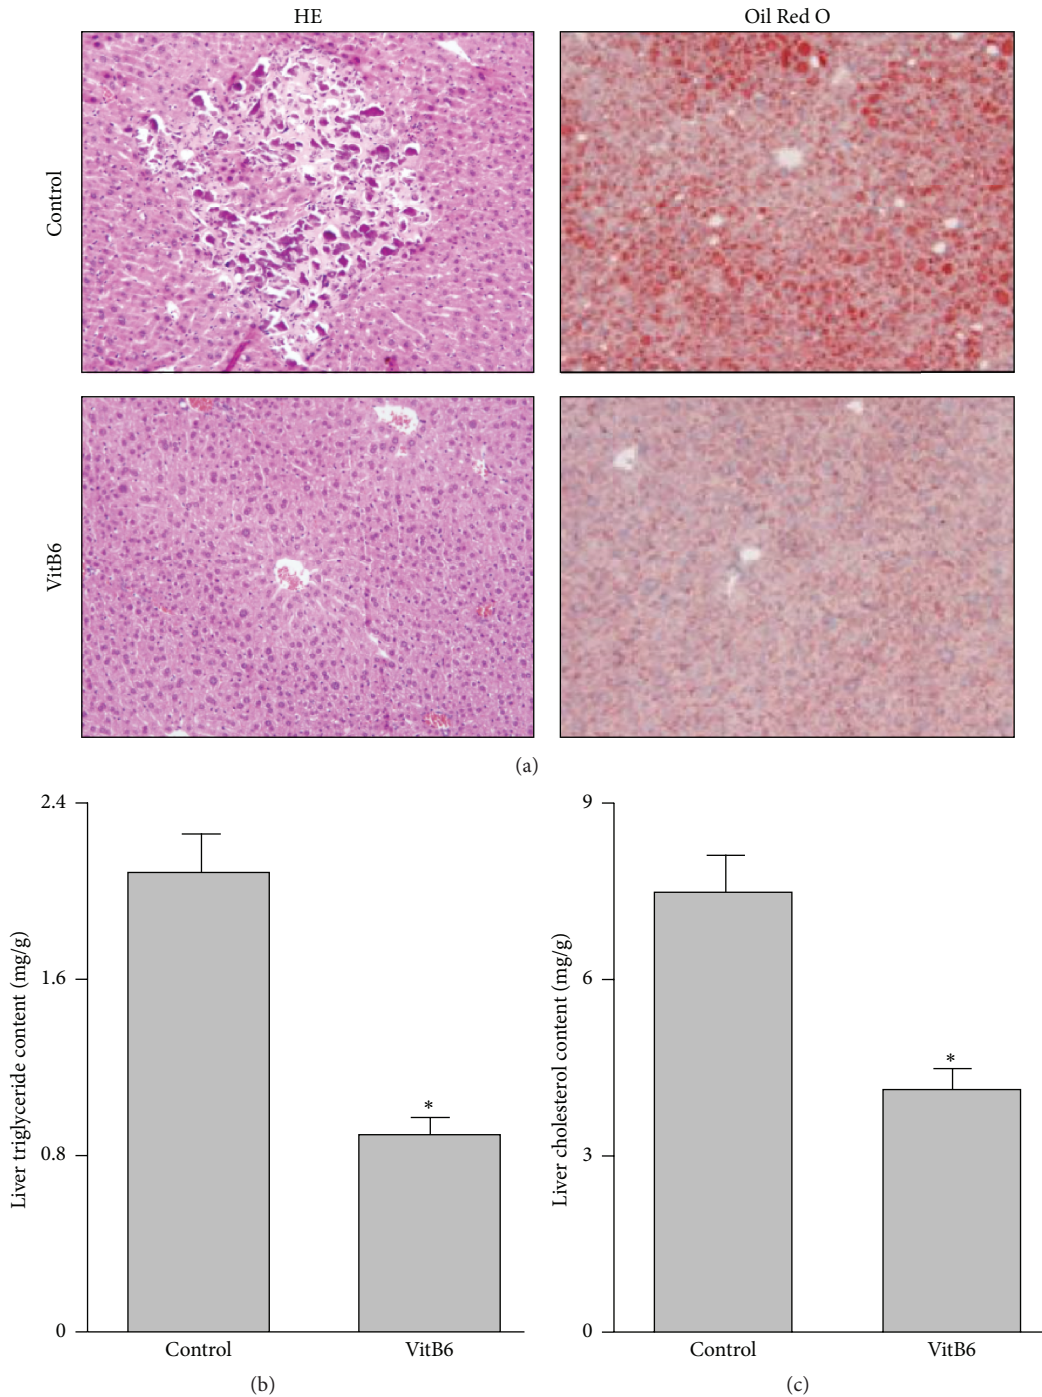 HE
Oil Red O
Control
VitB6
(a)
2.4
1.6
0.8
0
Liver triglyceride content (mg/g)
*
Control
VitB6
(b)
9
6
3
0
Liver cholesterol content (mg/g)
*
Control
VitB6
(c)